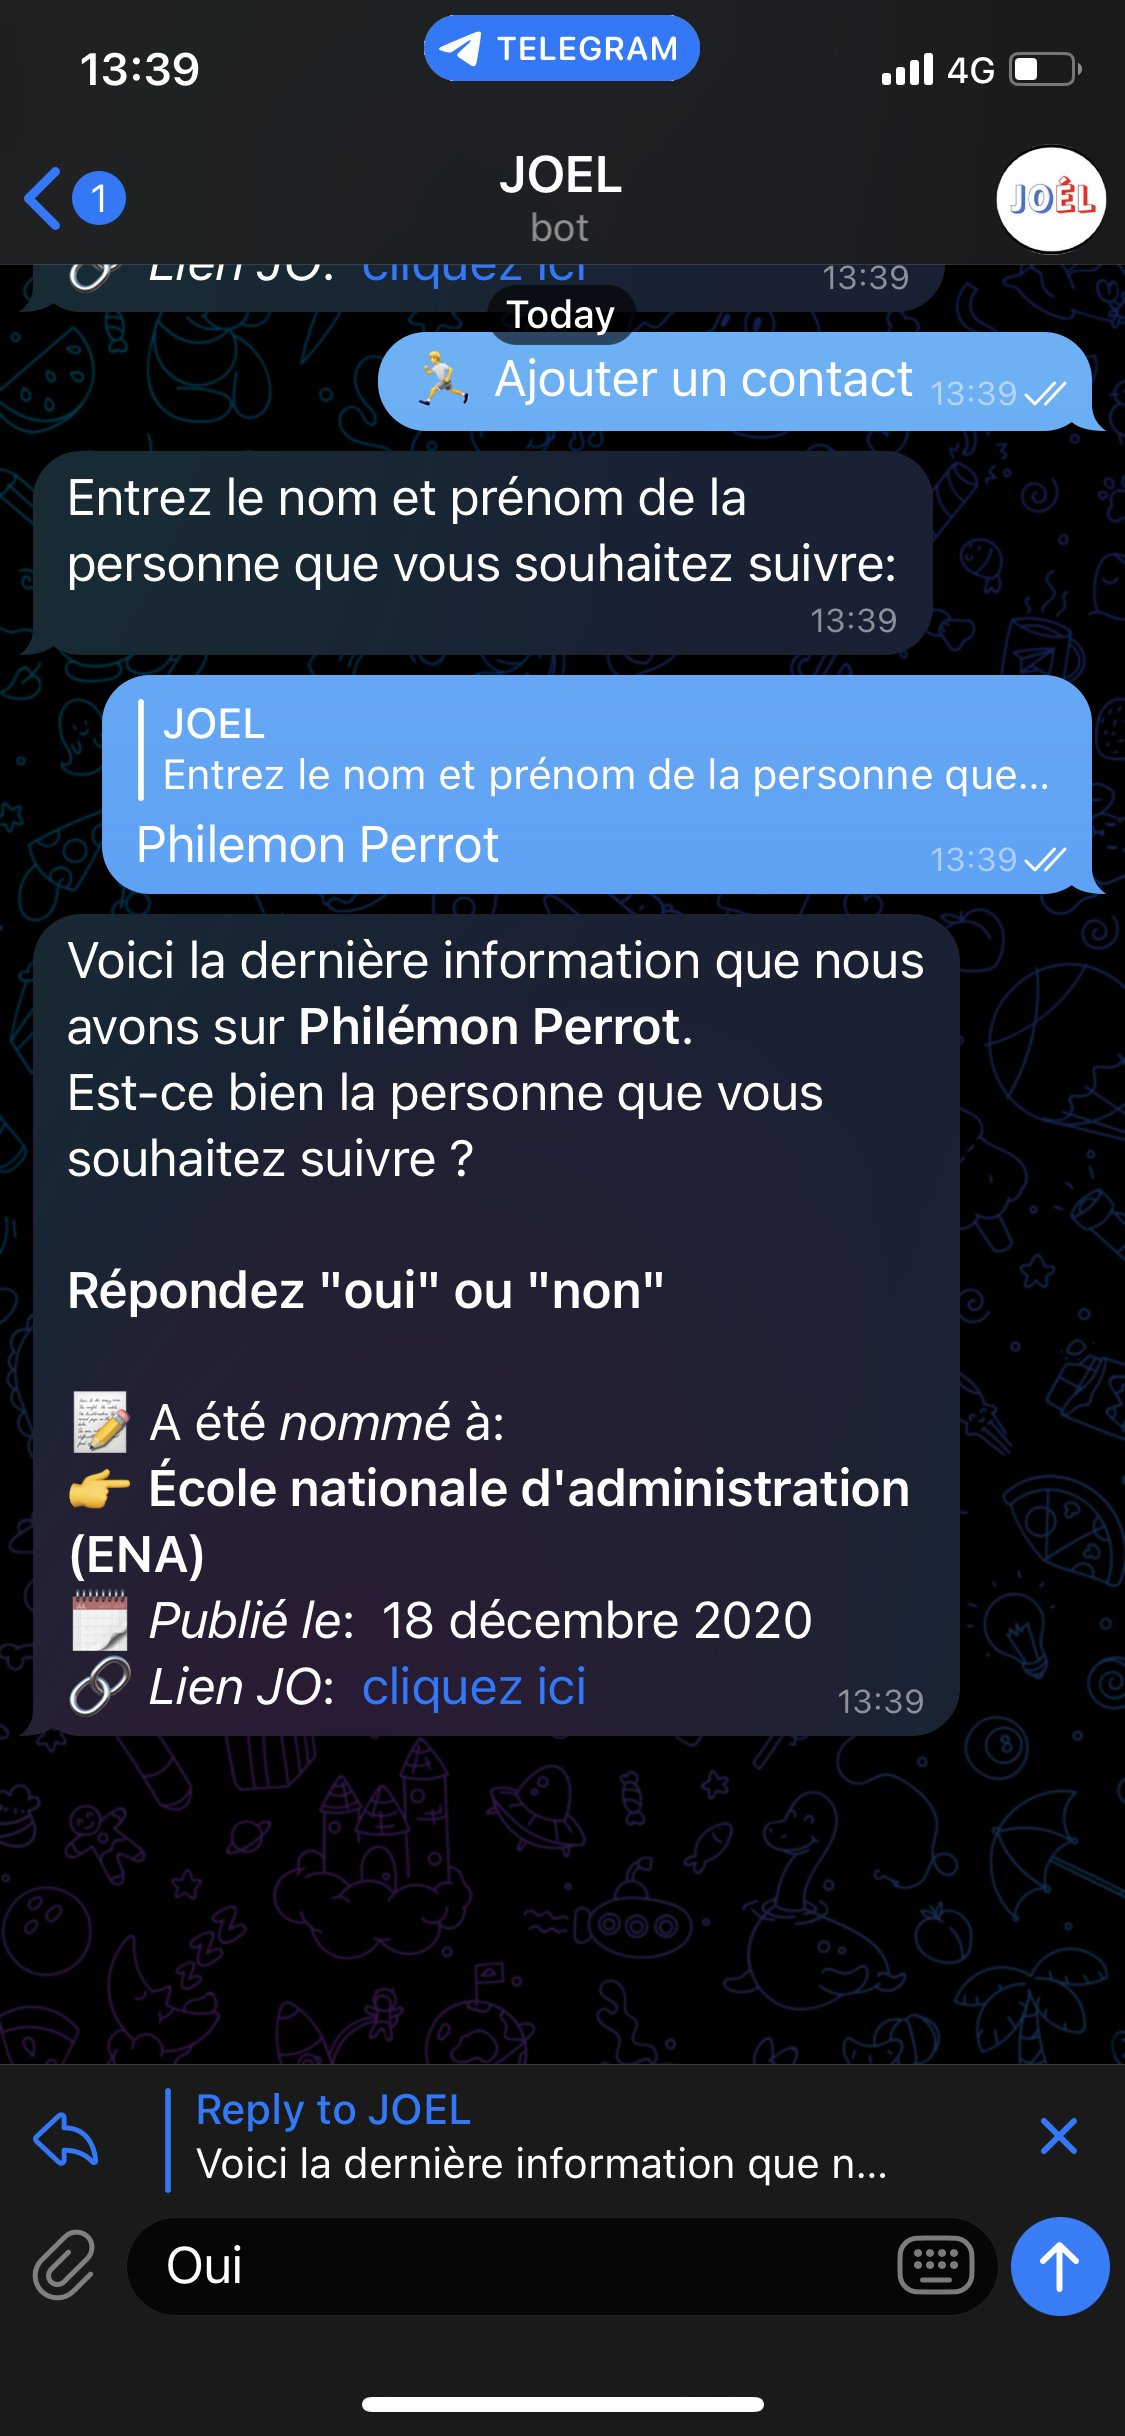 13:39
TELEGRAM
4G
1
JOEL
bot
JOÉL
Lien JO: cliquez ici 13:39
Today
Ajouter un contact 13:39
Entrez le nom et prénom de la
personne que vous souhaitez suivre:
13:39
JOEL
Entrez le nom et prénom de la personne que...
Philemon Perrot 13:39
Voici la dernière information que nous
avons sur Philémon Perrot.
Est-ce bien la personne que vous
souhaitez suivre ?
Répondez "oui" ou "non"
A été nommé à:
École nationale d'administration
(ENA)
Publié le: 18 décembre 2020
Lien JO: cliquez ici
13:39
Reply to JOEL
Voici la dernière information que n...
Oui